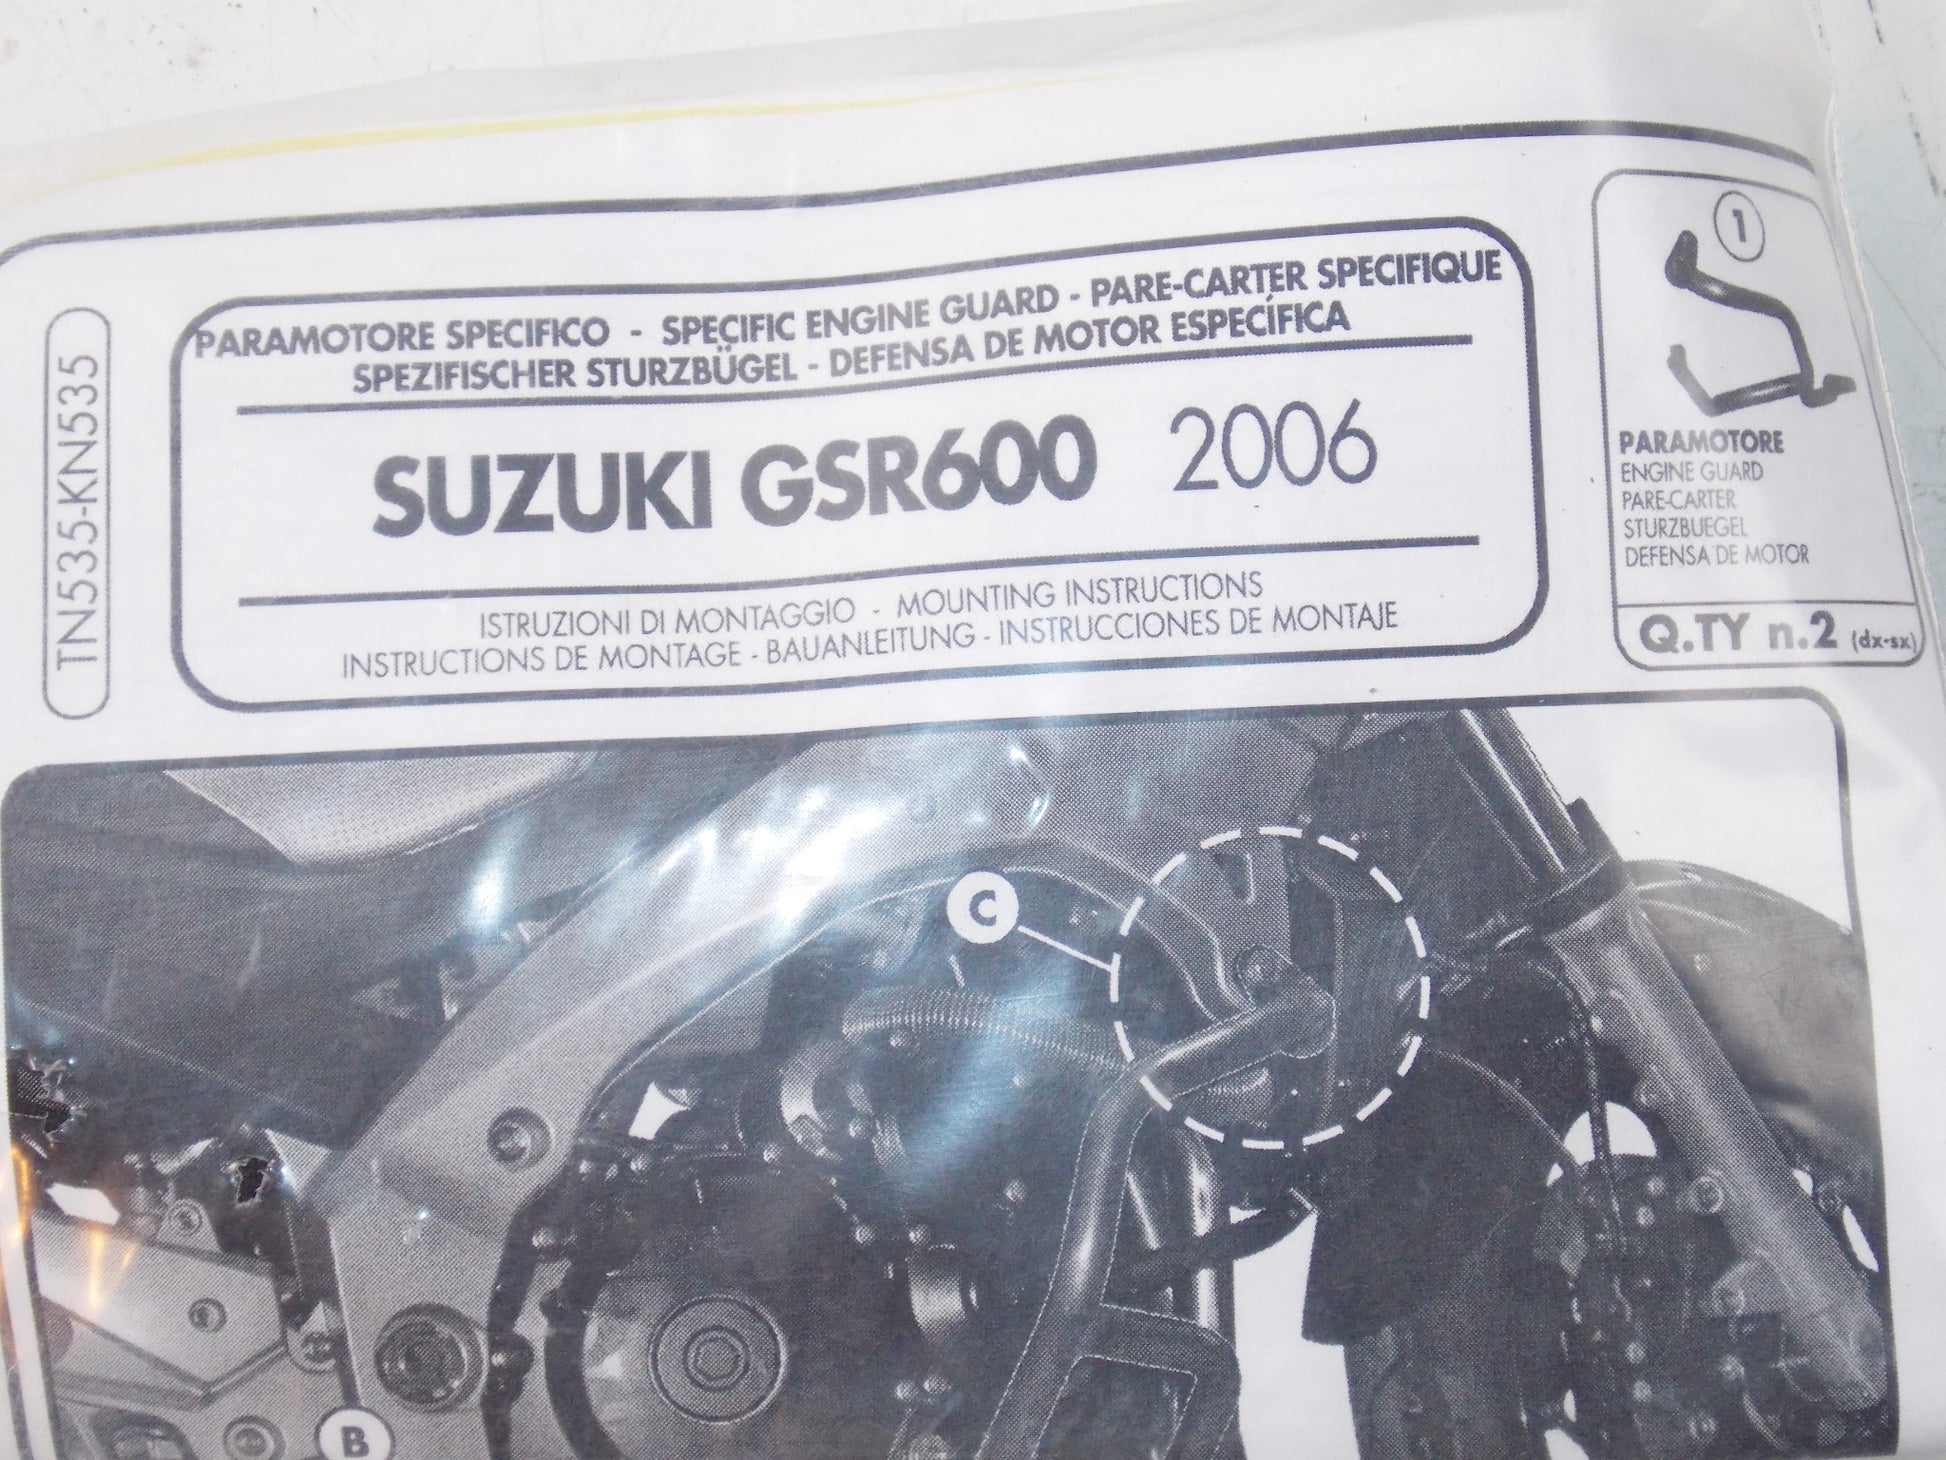 TN535-KN535
PARAMOTORE SPECIFICO - SPECIFIC ENGINE GUARD - PARE-CARTER SPECIFIQUE
SPEZIFISCHER STURZBÜGEL - DEFENSA DE MOTOR ESPECÍFICA
SUZUKI GSR600 2006
ISTRUZIONI DI MONTAGGIO - MOUNTING INSTRUCTIONS
INSTRUCTIONS DE MONTAGE - BAUANLEITUNG - INSTRUCCIONES DE MONTAJE
1
PARAMOTORE
ENGINE GUARD
PARE-CARTER
STURZBUEGEL
DEFENSA DE MOTOR
Q.TY n.2 (dx-sx)
C
B